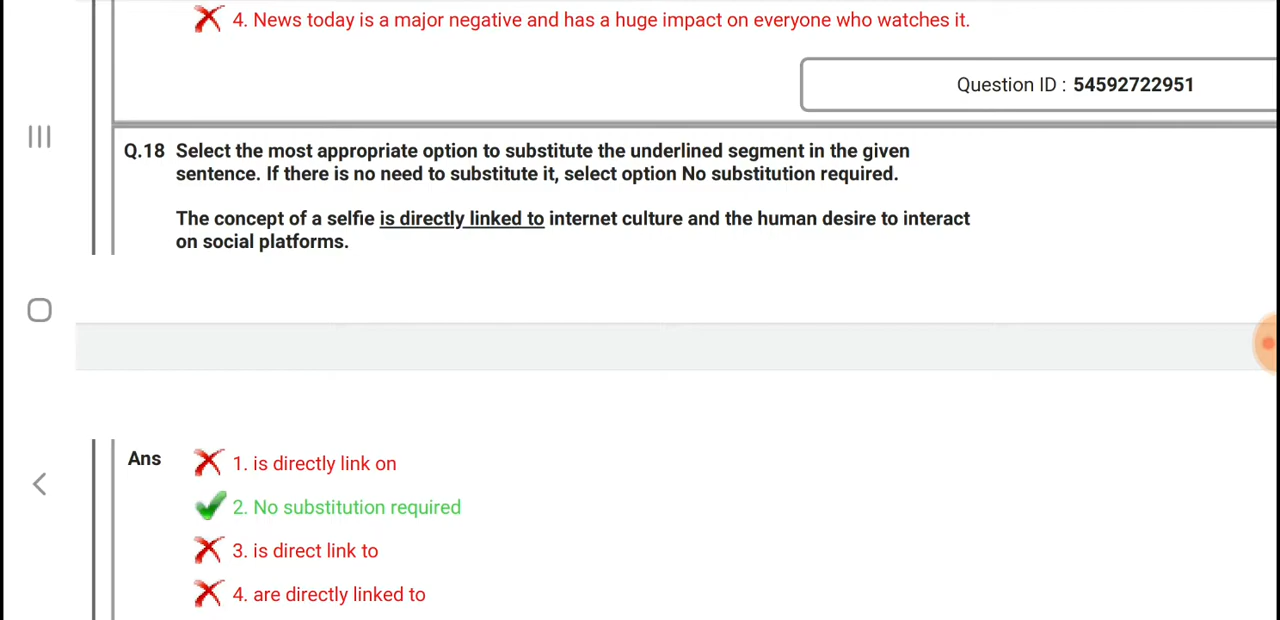 4. News today is a major negative and has a huge impact on everyone who watches it.
Question ID : 54592722951
Q.18 Select the most appropriate option to substitute the underlined segment in the given
sentence. If there is no need to substitute it, select option No substitution required.
The concept of a selfie is directly linked to internet culture and the human desire to interact
on social platforms.
Ans 1. is directly link on
2. No substitution required
3. is direct link to
4. are directly linked to